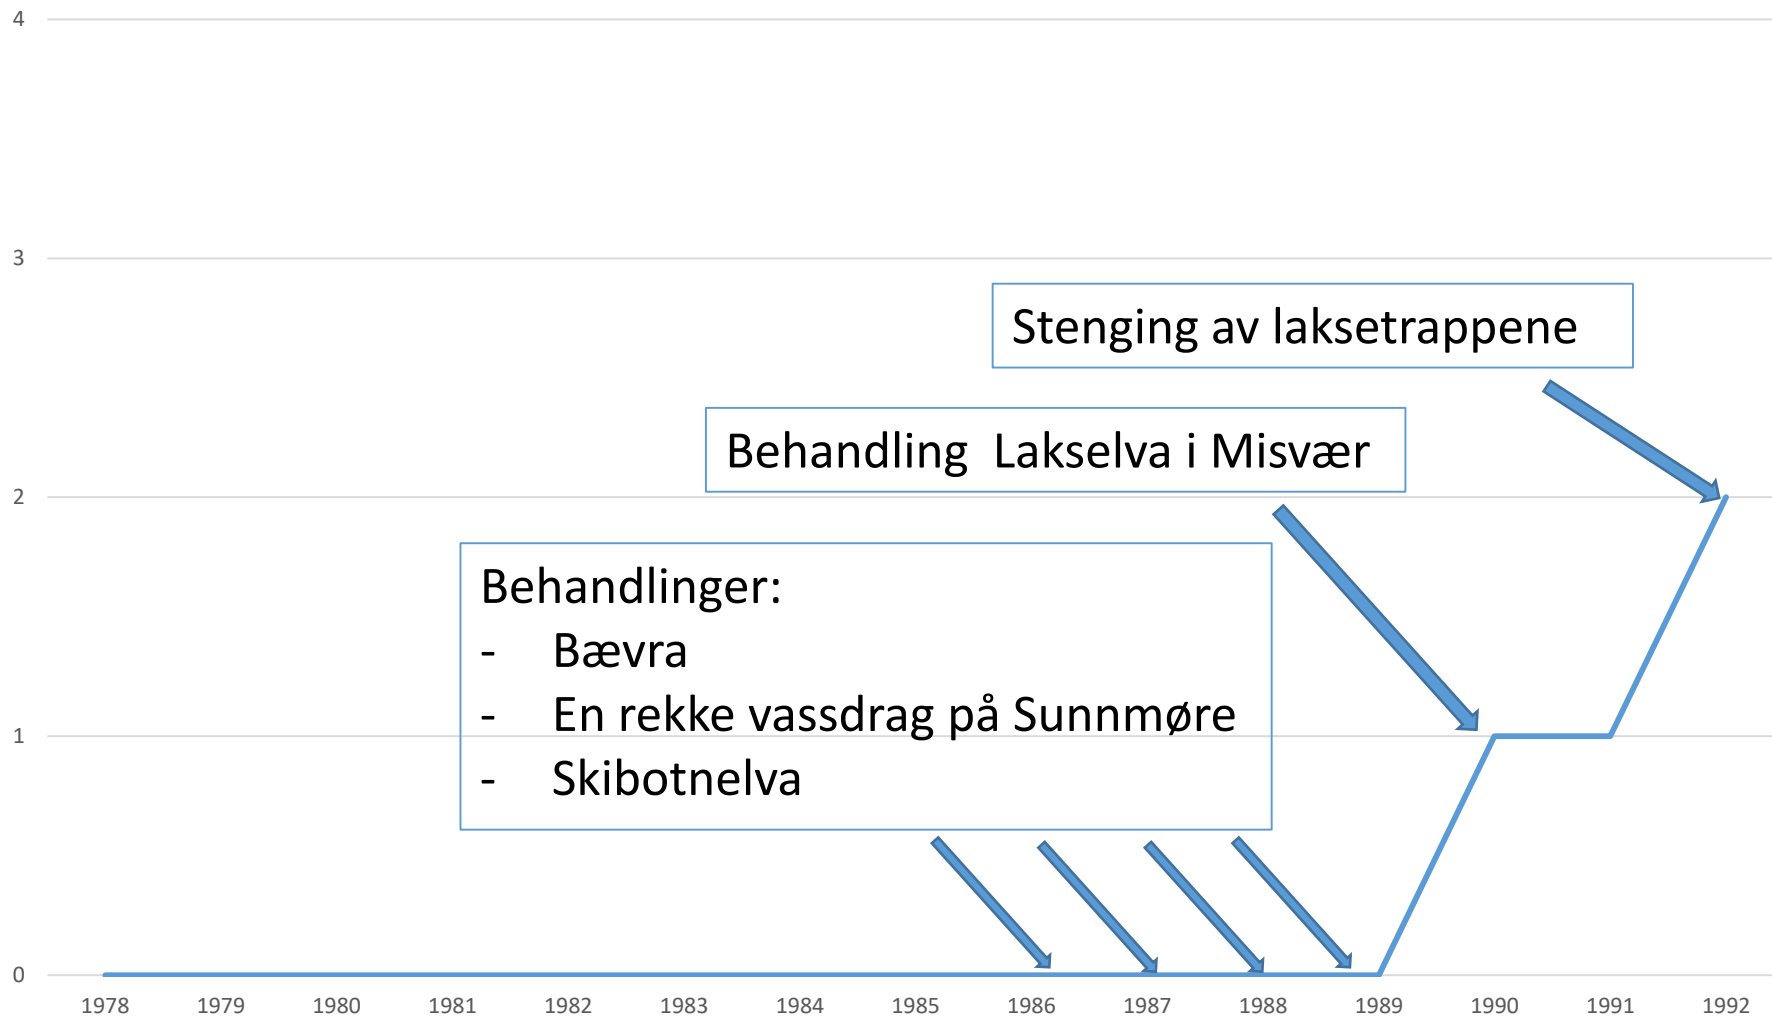 4
3
Stenging av laksetrappene
Behandling  Lakselva i Misvær
2
Behandlinger:
- Bævra
- En rekke vassdrag på Sunnmøre
- Skibotnelva
1
0
1978 1979 1980 1981 1982 1983 1984 1985 1986 1987 1988 1989 1990 1991 1992